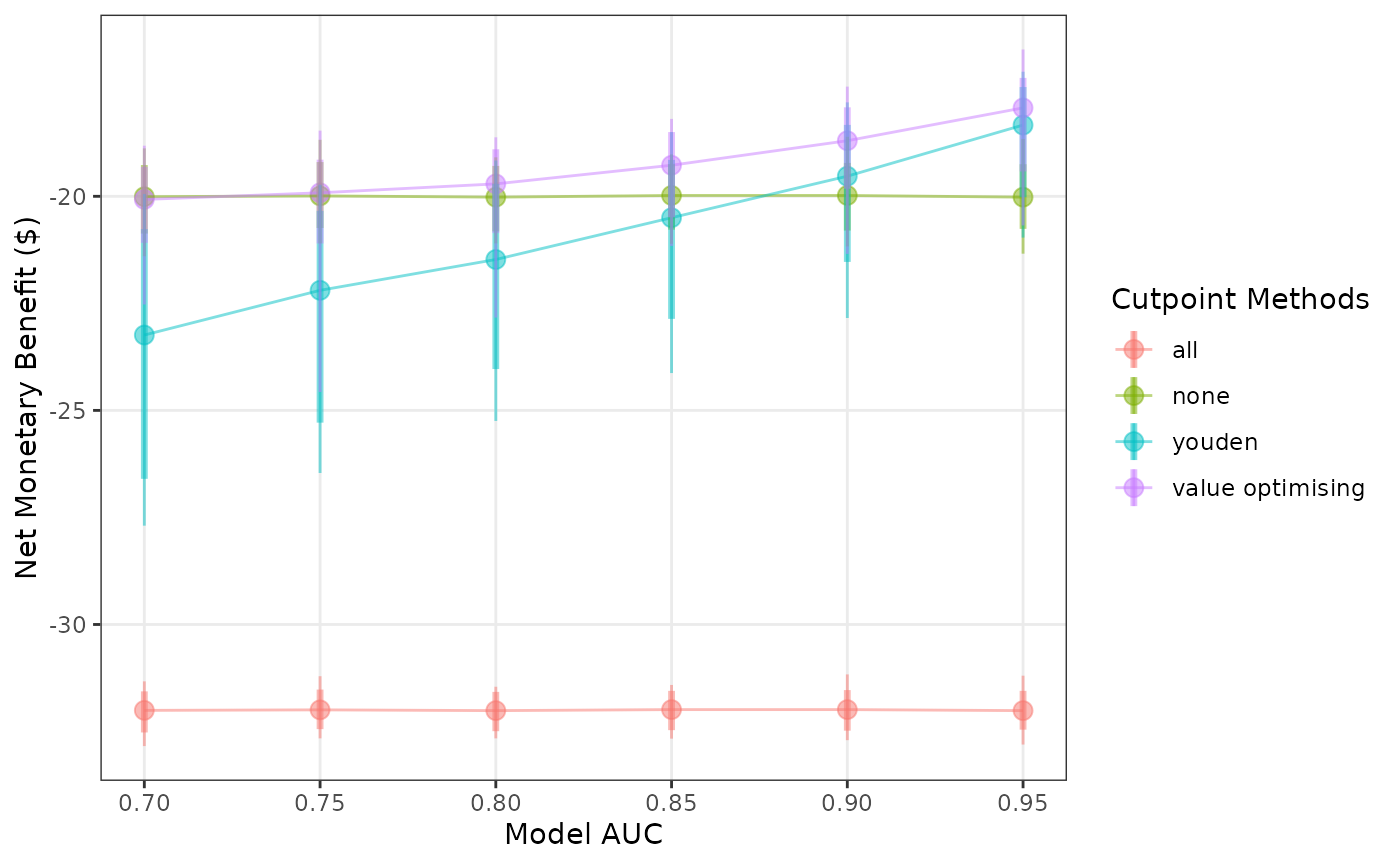 Net Monetary Benefit ($)
-20
-25
-30
0.70 0.75 0.80 0.85 0.90 0.95
Model AUC
Cutpoint Methods
all
none
youden
value optimising